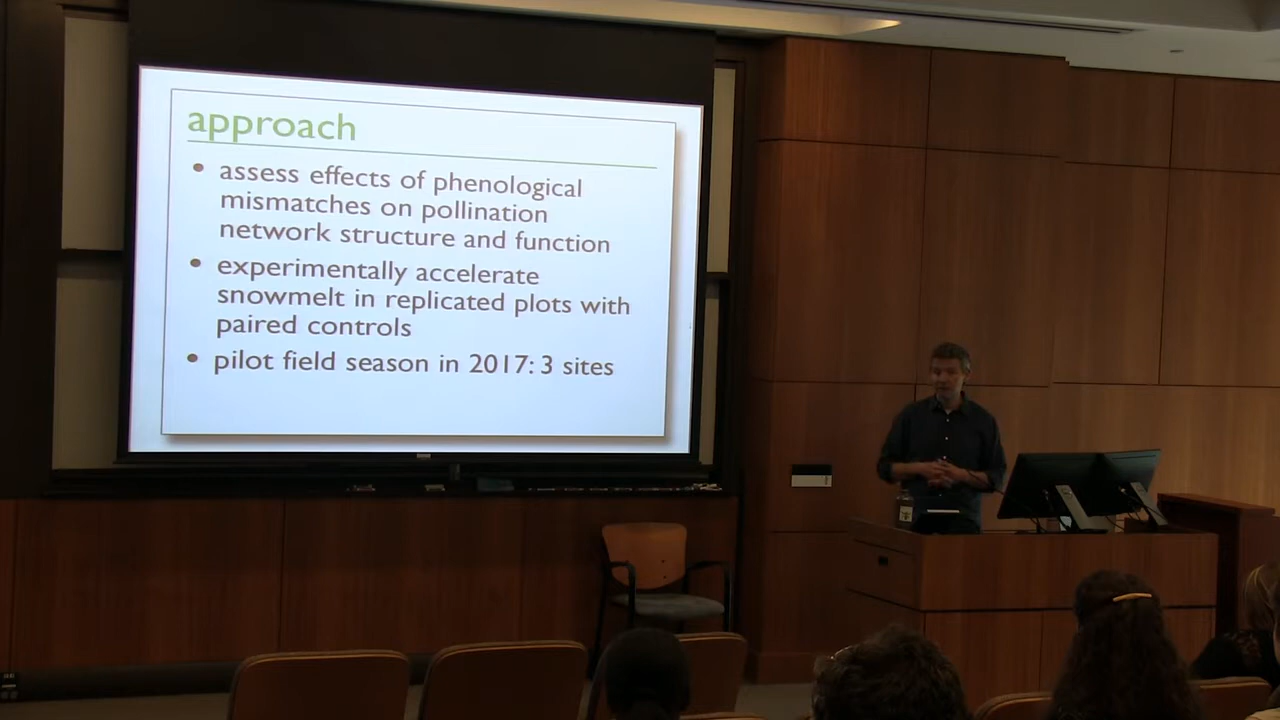 approach
• assess effects of phenological
mismatches on pollination
network structure and function
• experimentally accelerate
snowmelt in replicated plots with
paired controls
• pilot field season in 2017: 3 sites